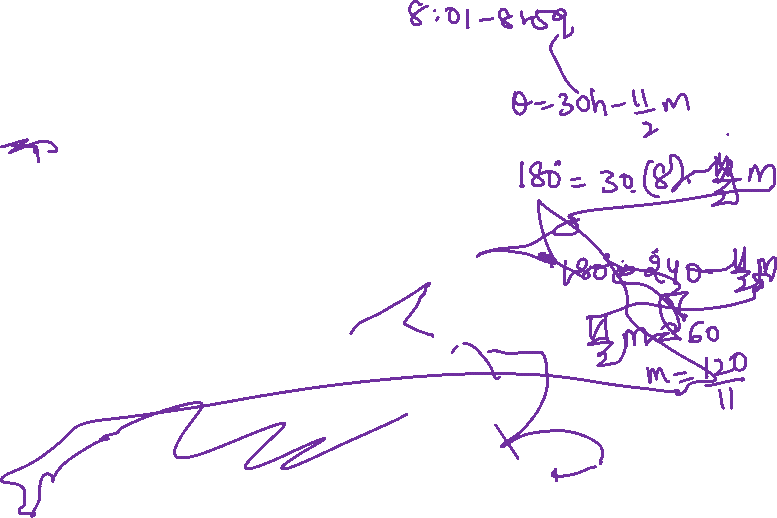 8:01-8:59
θ=30h-11/2 m
180°=30(8)-11/2 m
180°=240-11/2 m
11/2 m=60
m=120/11